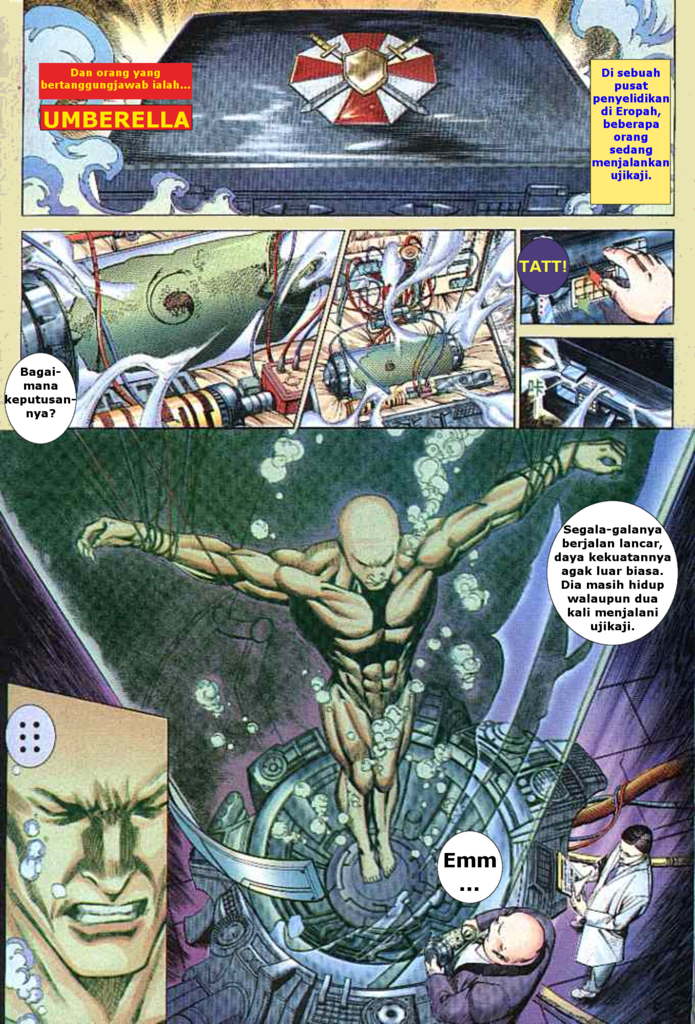 Dan orang yang
bertanggungjawab ialah...
UMBERELLA
Di sebuah
pusat
penyelidikan
di Eropah,
beberapa
orang
sedang
menjalankan
ujikaji.
TATT!
咔
Bagai-
mana
keputusan-
nya?
Segala-galanya
berjalan lancar,
daya kekuatannya
agak luar biasa.
Dia masih hidup
walaupun dua
kali menjalani
ujikaji.
Emm
...